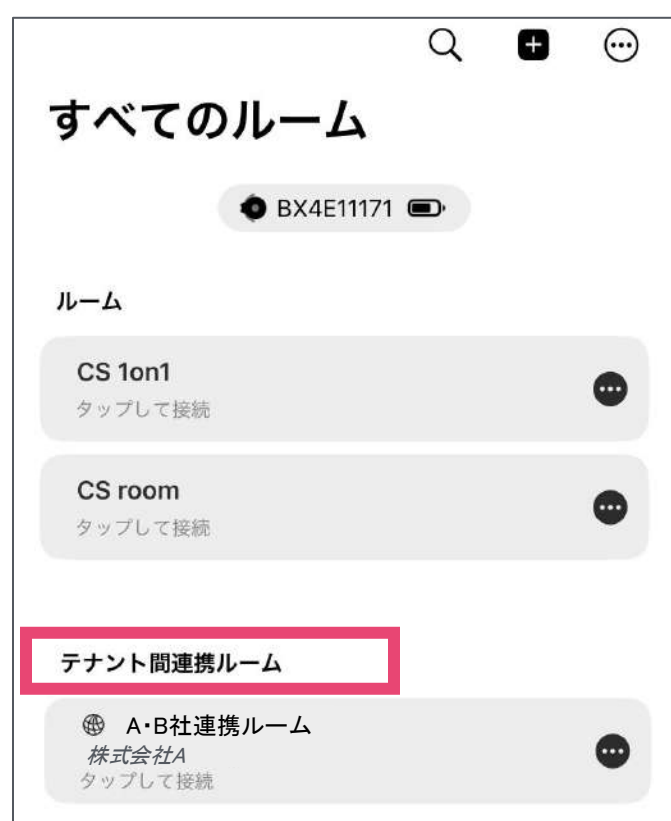 すべてのルーム
BX4E11171
ルーム
CS 1on1
タップして接続
CS room
タップして接続
テナント間連携ルーム
A・B社連携ルーム
株式会社A
タップして接続